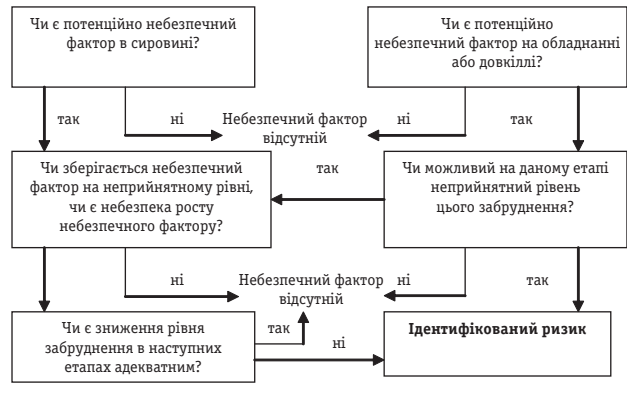 Чи є потенційно небезпечний
фактор в сировині?
Чи є потенційно
небезпечний фактор на обладнанні
або довкіллі?
так
ні
Небезпечний фактор
відсутній
ні
так
Чи зберігається небезпечний
фактор на неприйнятному рівні,
чи є небезпека росту
небезпечного фактору?
так
Чи можливий на даному етапі
неприйнятний рівень
цього забруднення?
ні
Небезпечний фактор
відсутній
ні
так
Чи є зниження рівня
забруднення в наступних
етапах адекватним?
так
ні
Ідентифікований ризик